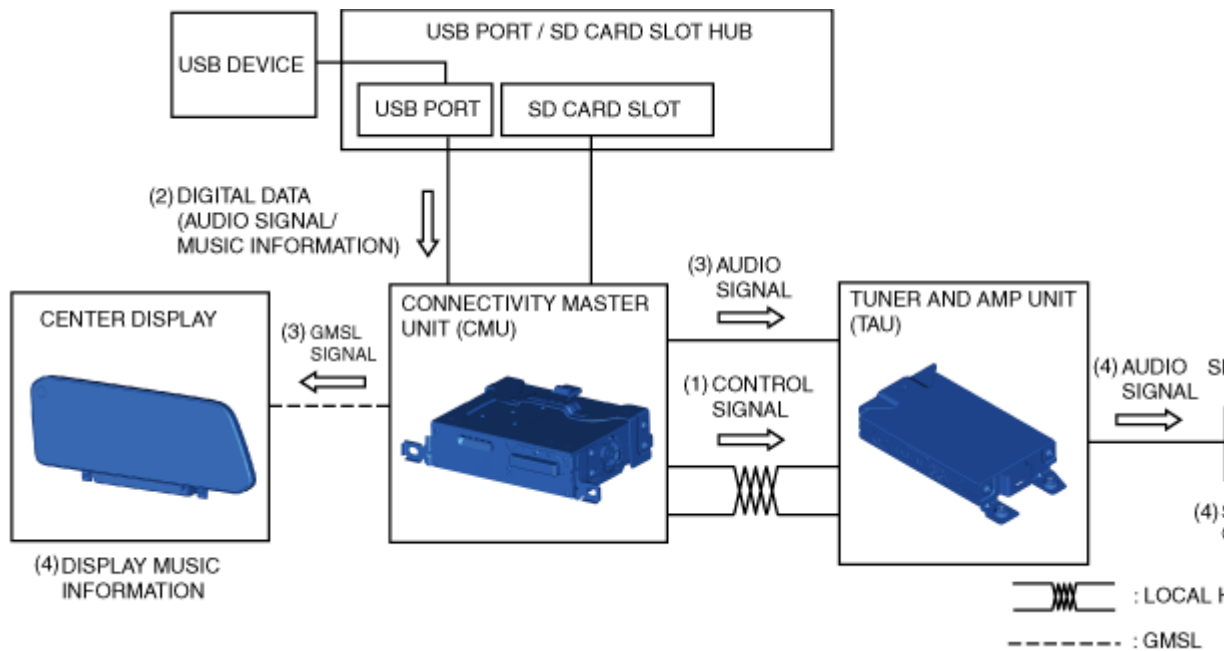 USB PORT / SD CARD SLOT HUB
USB DEVICE
USB PORT
SD CARD SLOT
(2) DIGITAL DATA
(AUDIO SIGNAL/
MUSIC INFORMATION)
(3) AUDIO
SIGNAL
CENTER DISPLAY
(3) GMSL
SIGNAL
CONNECTIVITY MASTER
UNIT (CMU)
TUNER AND AMP UNIT
(TAU)
(1) CONTROL
SIGNAL
(4) AUDIO
SIGNAL
(4)
(4) DISPLAY MUSIC
INFORMATION
: LOCAL
: GMSL